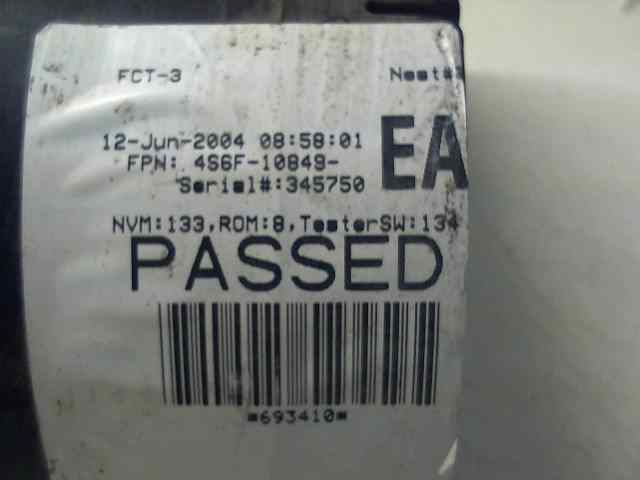 FCT-3 Nest#
12-Jun-2004 08:58:01
FPN: 4S6F-10849- EA
Serial#:345750
NVM:133,ROM:8,TesterSW:134
PASSED
*693410*